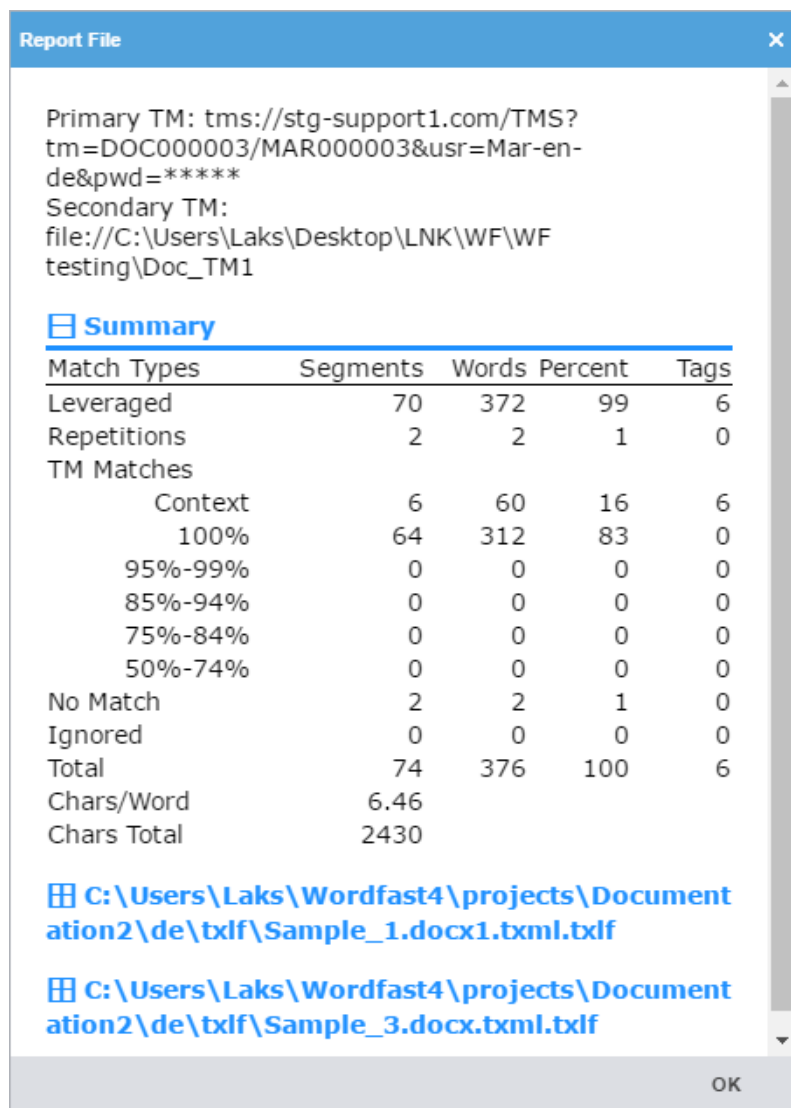 Report File
Primary TM: tms://stg-support1.com/TMS?
tm=DOC000003/MAR000003&usr=Mar-en-
de&pwd=*****
Secondary TM:
file://C:\Users\Laks\Desktop\LNK\WF\WF
testing\Doc_TM1
Summary
Match Types Segments Words Percent Tags
Leveraged 70 372 99 6
Repetitions 2 2 1 0
TM Matches
Context 6 60 16 6
100% 64 312 83 0
95%-99% 0 0 0 0
85%-94% 0 0 0 0
75%-84% 0 0 0 0
50%-74% 0 0 0 0
No Match 2 2 1 0
Ignored 0 0 0 0
Total 74 376 100 6
Chars/Word 6.46
Chars Total 2430
C:\Users\Laks\Wordfast4\projects\Document
ation2\de\txlf\Sample_1.docx1.txml.txlf
C:\Users\Laks\Wordfast4\projects\Document
ation2\de\txlf\Sample_3.docx.txml.txlf
OK